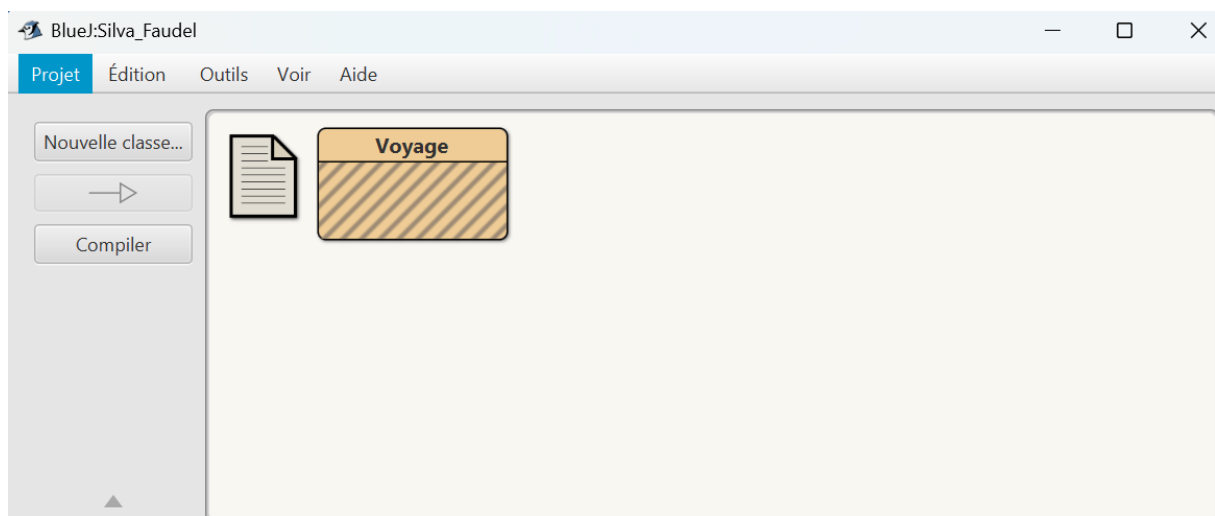 BlueJ:Silva_Faudel
Projet Édition Outils Voir Aide
Nouvelle classe...
Voyage
Compiler